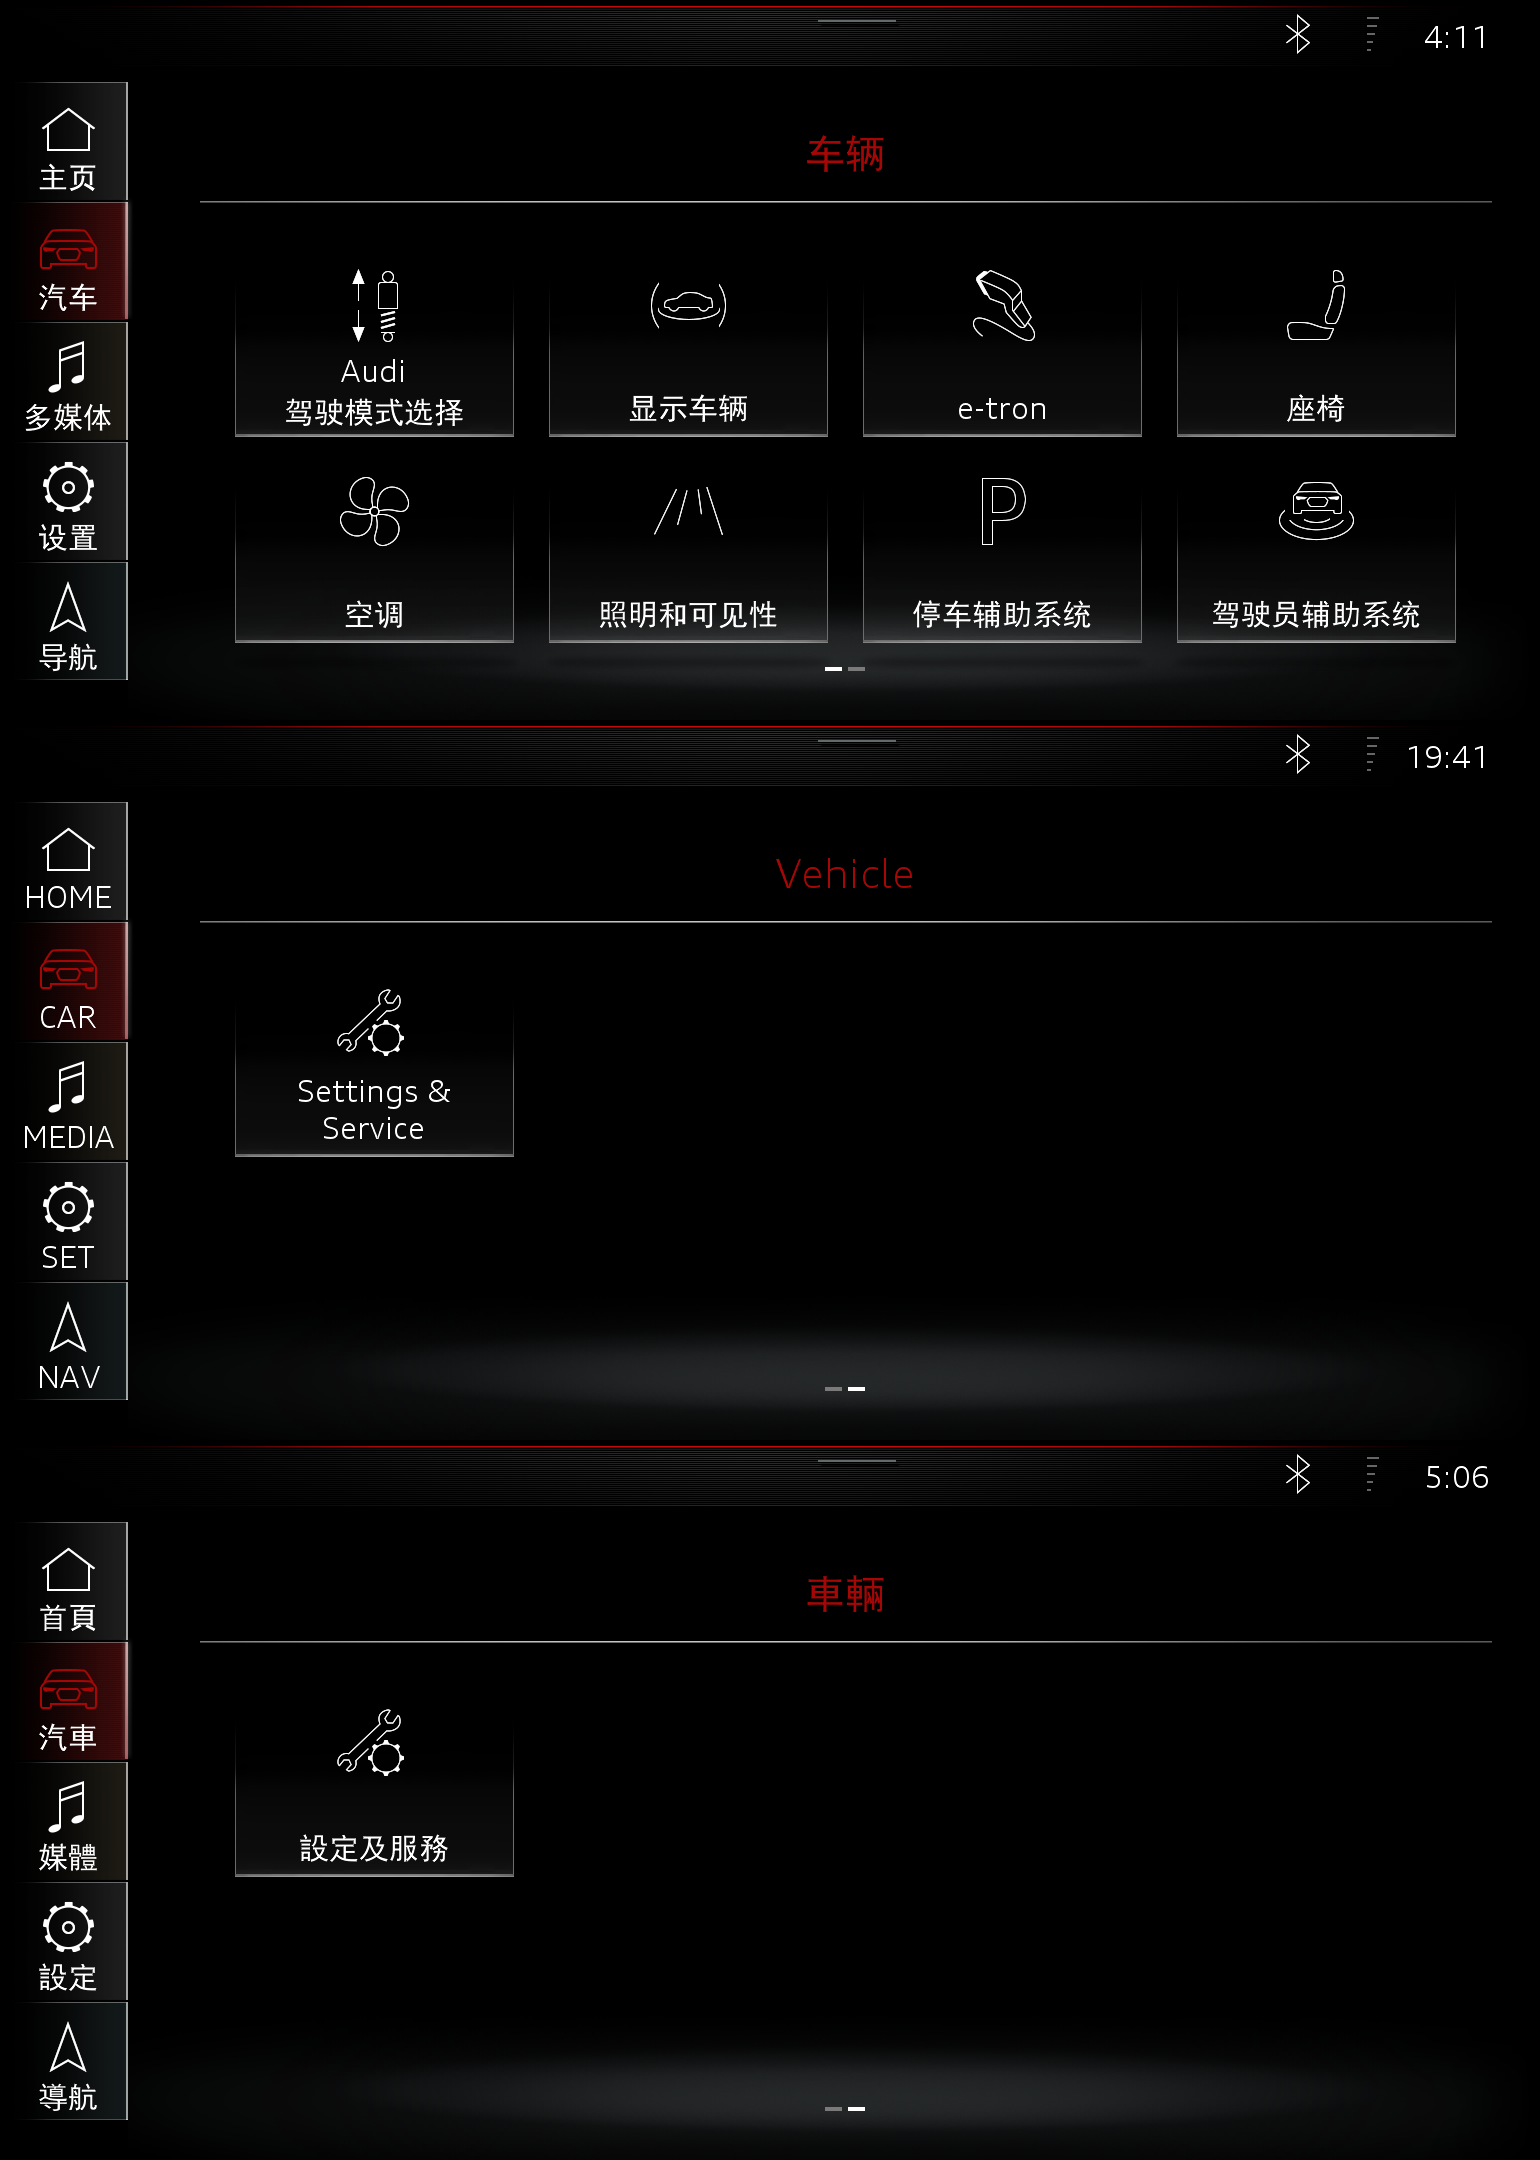 4:11
主页
汽车
多媒体
设置
导航
车辆
Audi
驾驶模式选择
显示车辆
e-tron
座椅
空调
照明和可见性
停车辅助系统
驾驶员辅助系统
19:41
HOME
CAR
MEDIA
SET
NAV
Vehicle
Settings &
Service
5:06
首頁
汽車
媒體
設定
導航
車輛
設定及服務